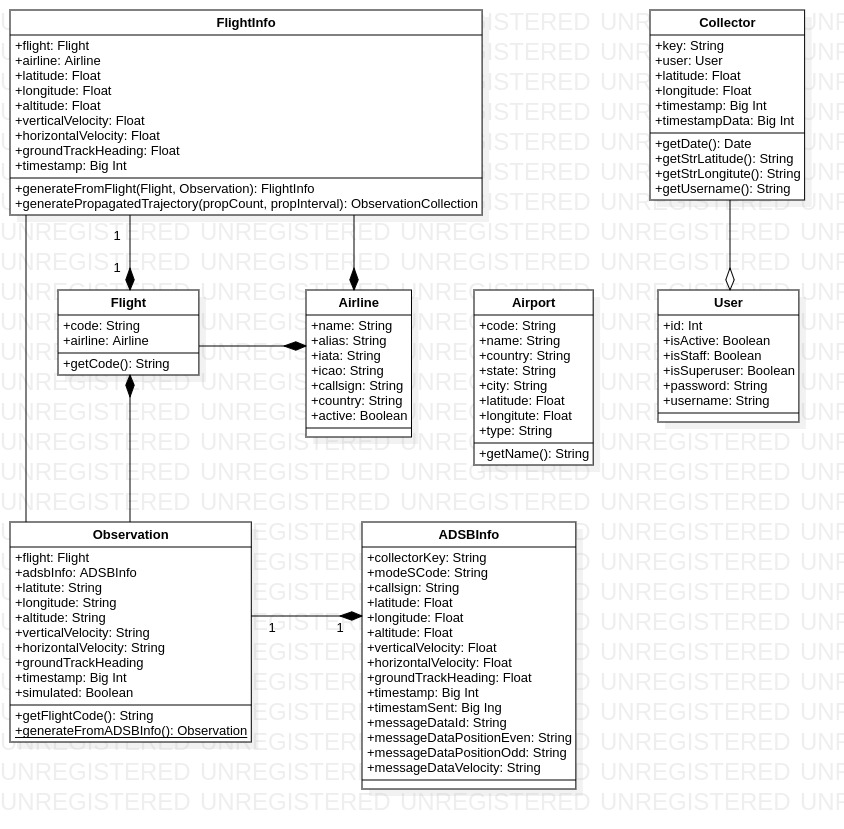 FlightInfo
+flight: Flight
+airline: Airline
+latitude: Float
+longitude: Float
+altitude: Float
+verticalVelocity: Float
+horizontalVelocity: Float
+groundTrackHeading: Float
+timestamp: Big Int
+generateFromFlight(Flight, Observation): FlightInfo
+generatePropagatedTrajectory(propCount, propInterval): ObservationCollection
Collector
+key: String
+user: User
+latitude: Float
+longitude: Float
+timestamp: Big Int
+timestampData: Big Int
+getDate(): Date
+getStrLatitude(): String
+getStrLongitute(): String
+getUsername(): String
1
1
Flight
+code: String
+airline: Airline
+getCode(): String
Airline
+name: String
+alias: String
+iata: String
+icao: String
+callsign: String
+country: String
+active: Boolean
Airport
+code: String
+name: String
+country: String
+state: String
+city: String
+latitude: Float
+longitute: Float
+type: String
+getName(): String
User
+id: Int
+isActive: Boolean
+isStaff: Boolean
+isSuperuser: Boolean
+password: String
+username: String
Observation
+flight: Flight
+adsbInfo: ADSBInfo
+latitute: String
+longitude: String
+altitude: String
+verticalVelocity: String
+horizontalVelocity: String
+groundTrackHeading
+timestamp: Big Int
+simulated: Boolean
+getFlightCode(): String
+generateFromADSBInfo(): Observation
1
1
ADSBInfo
+collectorKey: String
+modeSCode: String
+callsign: String
+latitude: Float
+longitude: Float
+altitude: Float
+verticalVelocity: Float
+horizontalVelocity: Float
+groundTrackHeading: Float
+timestamp: Big Int
+timestamSent: Big Ing
+messageDataId: String
+messageDataPositionEven: String
+messageDataPositionOdd: String
+messageDataVelocity: String
UNREGISTERED